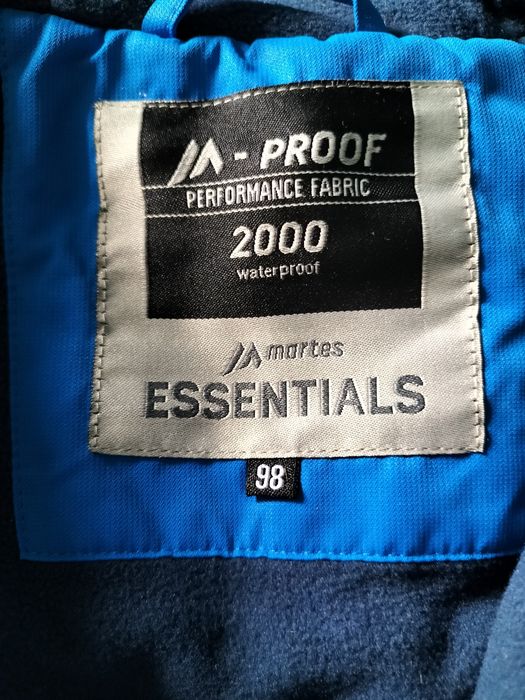 - PROOF
PERFORMANCE FABRIC
2000
waterproof
martes
ESSENTIALS
98